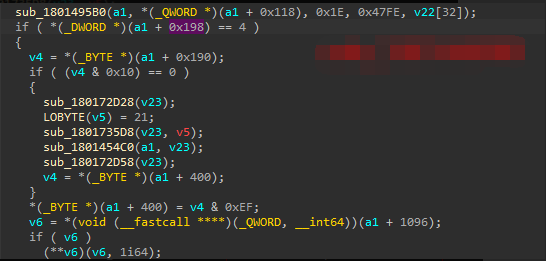 sub_1801495B0(a1, *(_QWORD *)(a1 + 0x118), 0x1E, 0x47FE, v22[32]);
if ( *(_DWORD *)(a1 + 0x198) == 4 )
{
v4 = *(_BYTE *)(a1 + 0x190);
if ( (v4 & 0x10) == 0 )
{
sub_180172D28(v23);
LOBYTE(v5) = 21;
sub_1801735D8(v23, v5);
sub_1801454C0(a1, v23);
sub_180172D58(v23);
v4 = *(_BYTE *)(a1 + 400);
}
*(_BYTE *)(a1 + 400) = v4 & 0xEF;
v6 = *(void (__fastcall ****)(_QWORD, __int64))(a1 + 1096);
if ( v6 )
(**v6)(v6, 1i64);